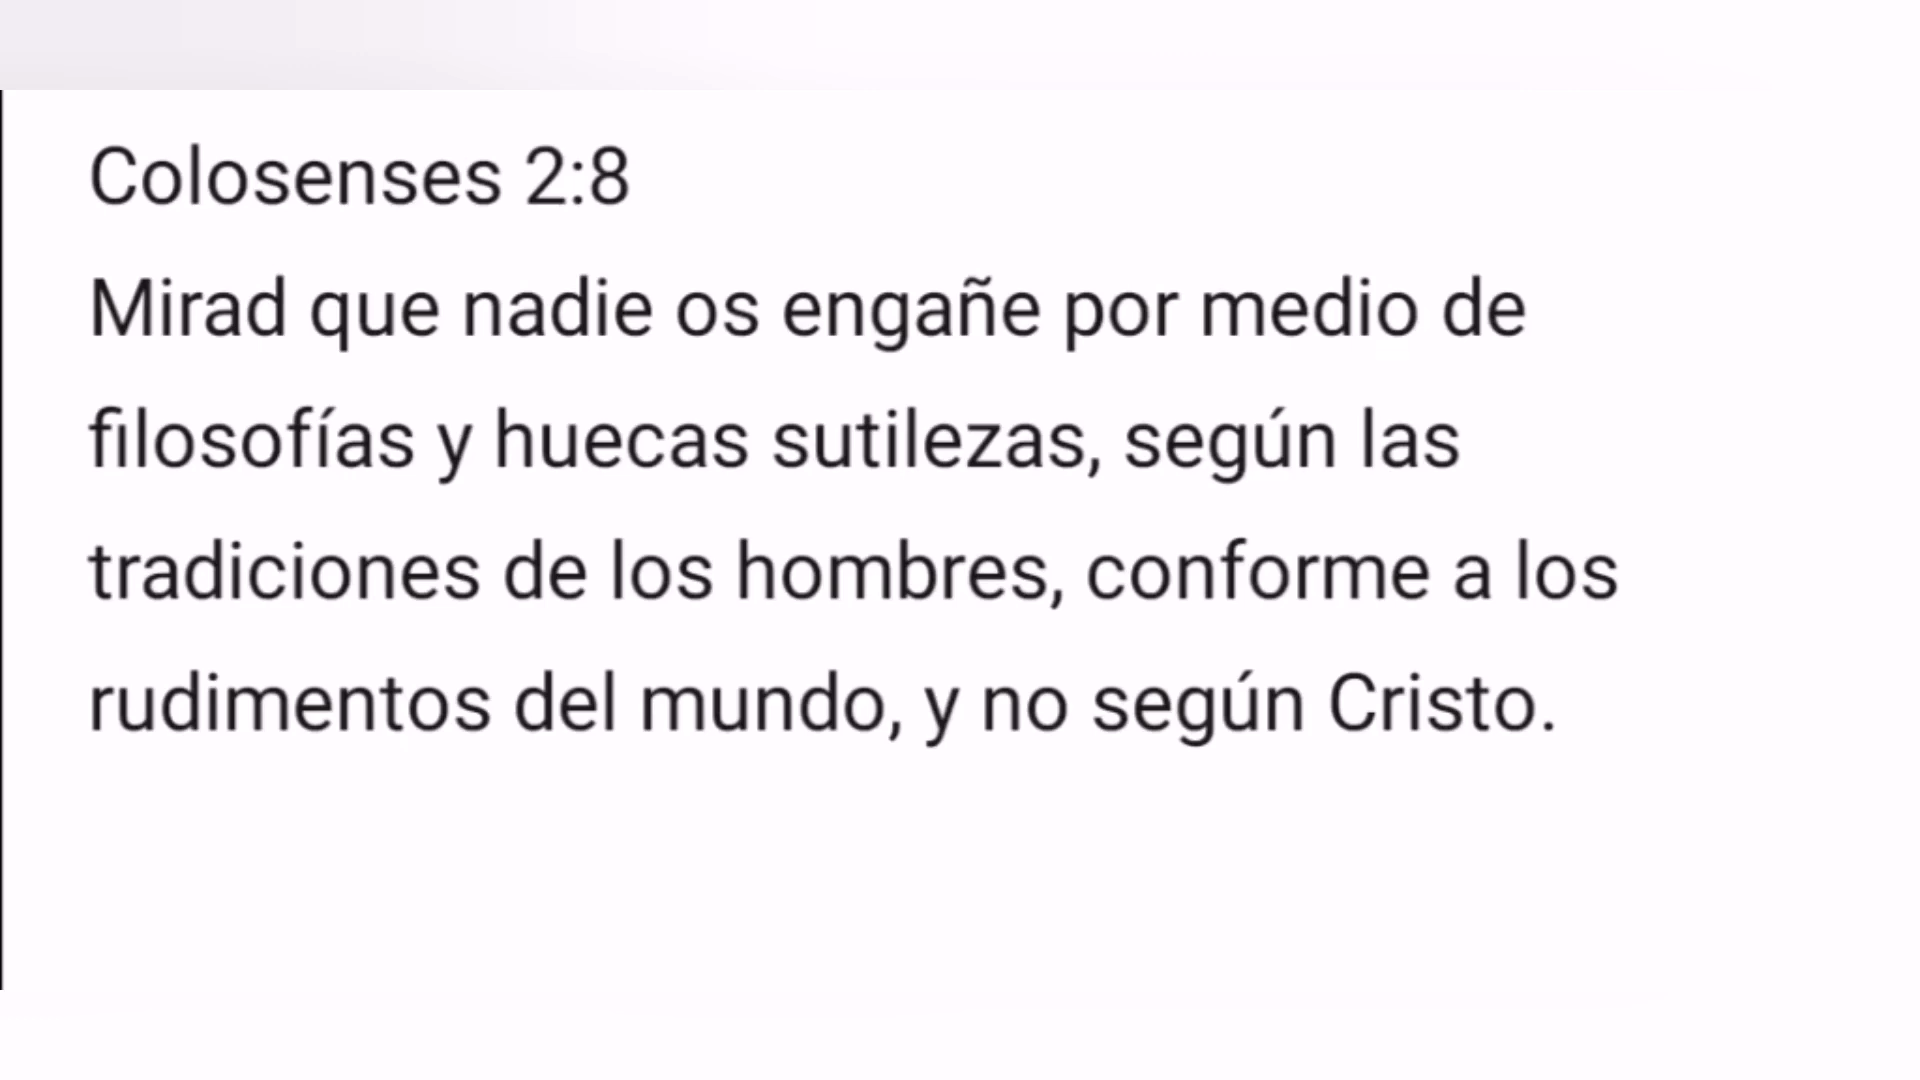 Colosenses 2:8
Mirad que nadie os engañe por medio de
filosofías y huecas sutilezas, según las
tradiciones de los hombres, conforme a los
rudimentos del mundo, y no según Cristo.